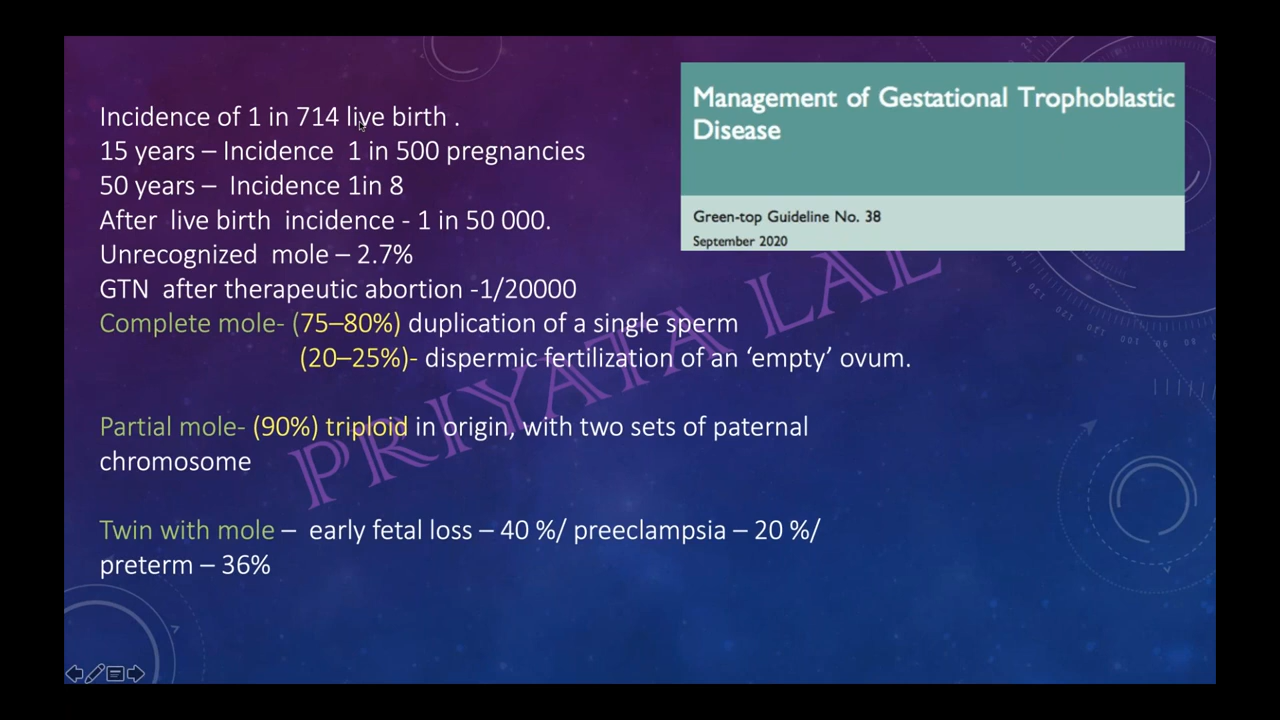 Management of Gestational Trophoblastic
Disease
Green-top Guideline No. 38
September 2020
Incidence of 1 in 714 live birth .
15 years – Incidence 1 in 500 pregnancies
50 years – Incidence 1in 8
After live birth incidence - 1 in 50 000.
Unrecognized mole – 2.7%
GTN after therapeutic abortion -1/20000
Complete mole- (75–80%) duplication of a single sperm
(20–25%)- dispermic fertilization of an ‘empty’ ovum.
Partial mole- (90%) triploid in origin, with two sets of paternal
chromosome
Twin with mole – early fetal loss – 40 %/ preeclampsia – 20 %/
preterm – 36%
PRIYATA LAL